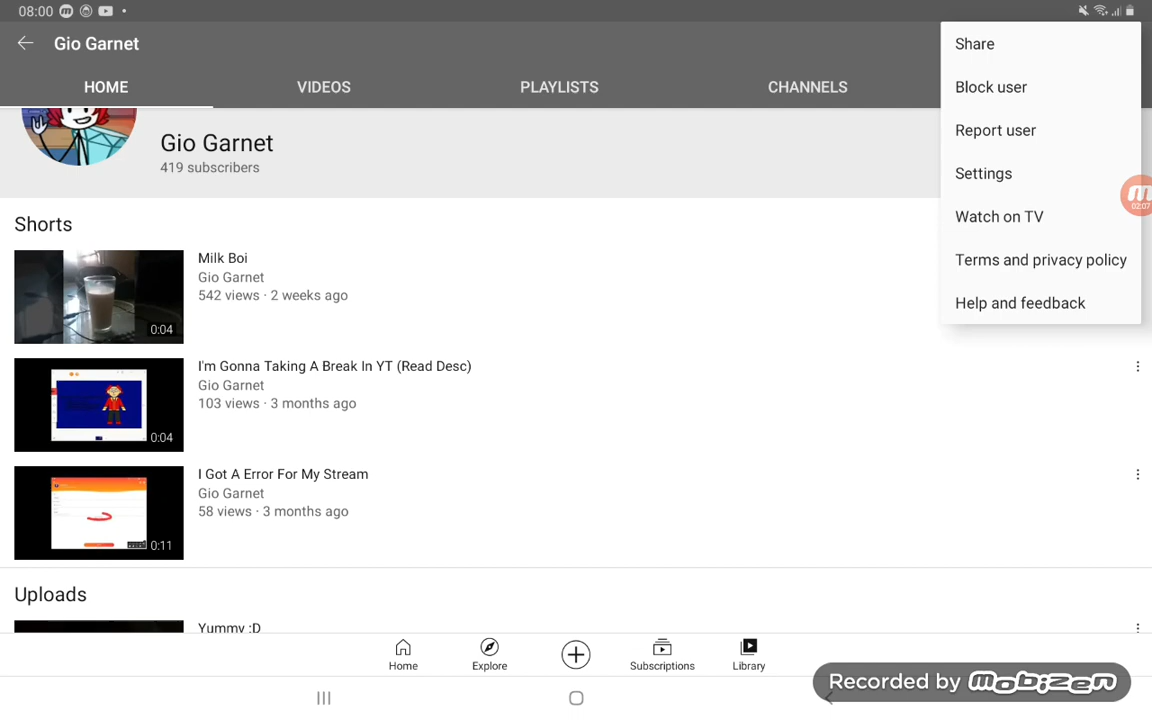 08:00
Gio Garnet
HOME
VIDEOS
PLAYLISTS
CHANNELS
Share
Block user
Report user
Settings
Watch on TV
Terms and privacy policy
Help and feedback
02:07
Gio Garnet
419 subscribers
Shorts
Milk Boi
Gio Garnet
542 views · 2 weeks ago
0:04
I'm Gonna Taking A Break In YT (Read Desc)
Gio Garnet
103 views · 3 months ago
0:04
I Got A Error For My Stream
Gio Garnet
58 views · 3 months ago
0:11
Uploads
Yummy :D
Home
Explore
Subscriptions
Library
Recorded by mobizen